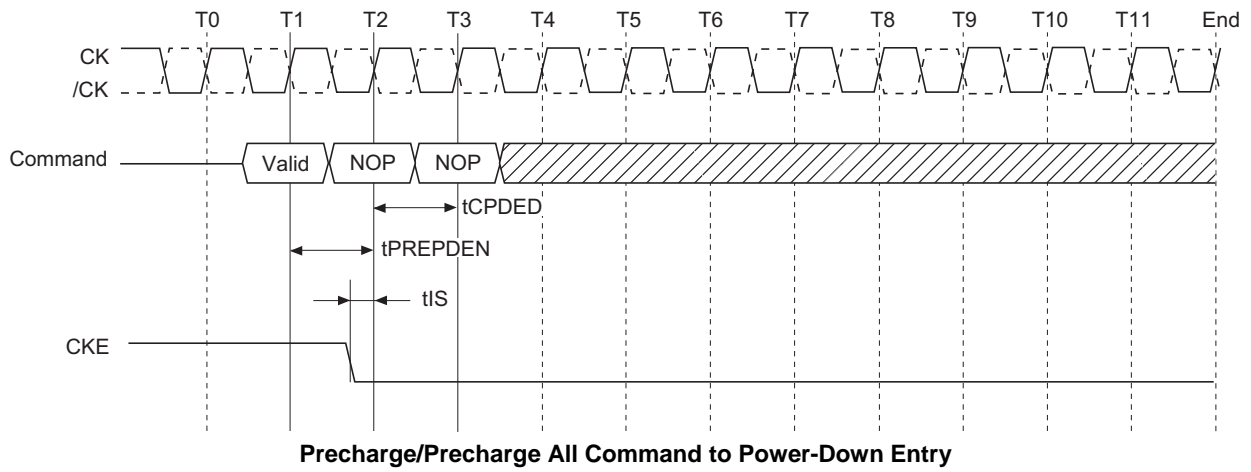 T0 T1 T2 T3 T4 T5 T6 T7 T8 T9 T10 T11 End
CK
/CK
Command Valid NOP NOP
tCPDED
tPREPDEN
tIS
CKE
Precharge/Precharge All Command to Power-Down Entry